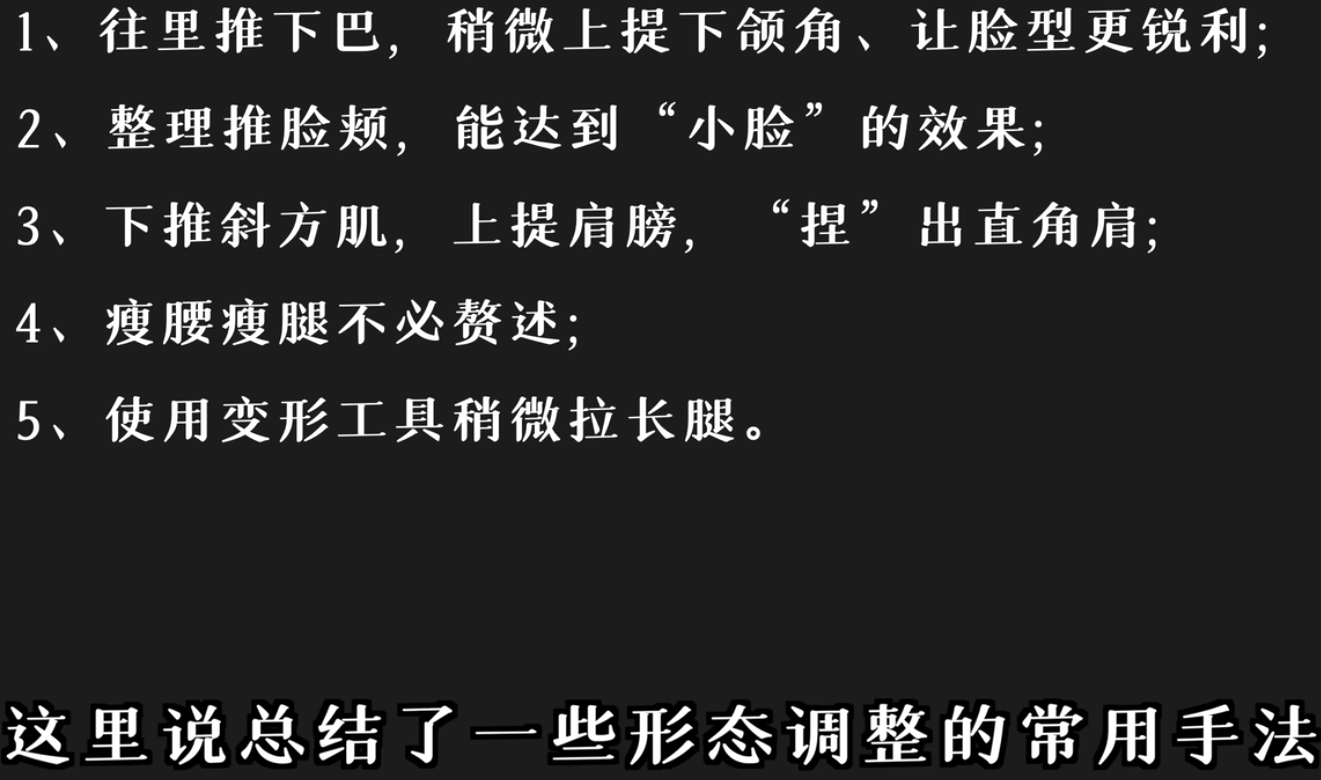 1、往里推下巴，稍微上提下颌角、让脸型更锐利；
2、整理推脸颊，能达到“小脸”的效果；
3、下推斜方肌，上提肩膀，“捏”出直角肩；
4、瘦腰瘦腿不必赘述；
5、使用变形工具稍微拉长腿。
这里说总结了一些形态调整的常用手法